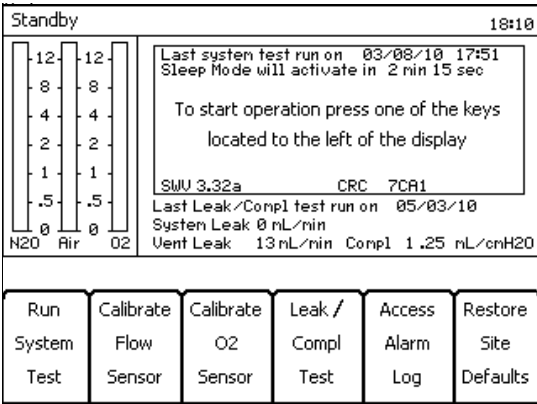 Standby 18:10
12 12
8 8
4 4
2 2
1 1
.5 .5
0 0
N2O Air O2
Last system test run on 03/08/10 17:51
Sleep Mode will activate in 2 min 15 sec
To start operation press one of the keys
located to the left of the display
SWV 3.32a CRC 7CA1
Last Leak/Compl test run on 05/03/10
System Leak 0 mL/min
Vent Leak 13 mL/min Compl 1.25 mL/cmH2O
Run System Test
Calibrate Flow Sensor
Calibrate O2 Sensor
Leak / Compl Test
Access Alarm Log
Restore Site Defaults